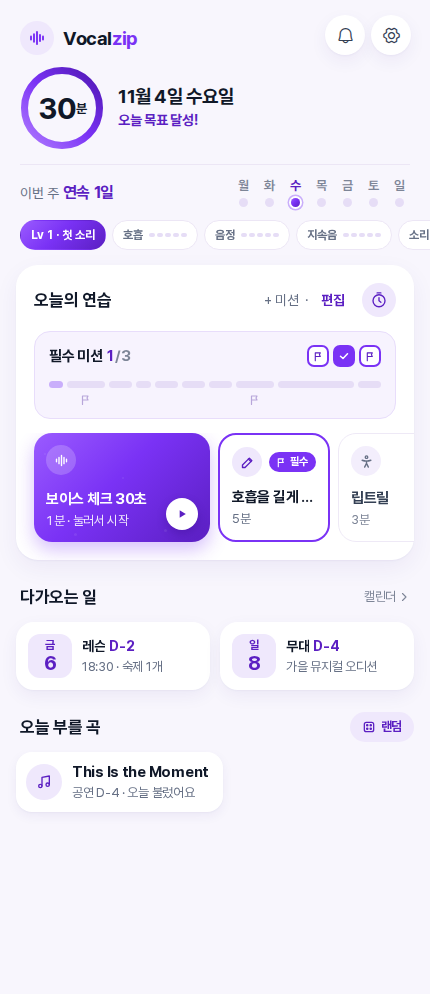 Vocalzip
30분
11월 4일 수요일
오늘 목표 달성!
이번 주 연속 1일
월 화 수 목 금 토 일
Lv 1 · 첫 소리 호흡 음정 지속음 소리
오늘의 연습
+ 미션 · 편집
필수 미션 1/3
보이스 체크 30초
1분 · 눌러서 시작
필수
호흡을 길게 ...
5분
립트릴
3분
다가오는 일
캘린더
금
6
레슨 D-2
18:30 · 숙제 1개
일
8
무대 D-4
가을 뮤지컬 오디션
오늘 부를 곡
랜덤
This Is the Moment
공연 D-4 · 오늘 불렀어요